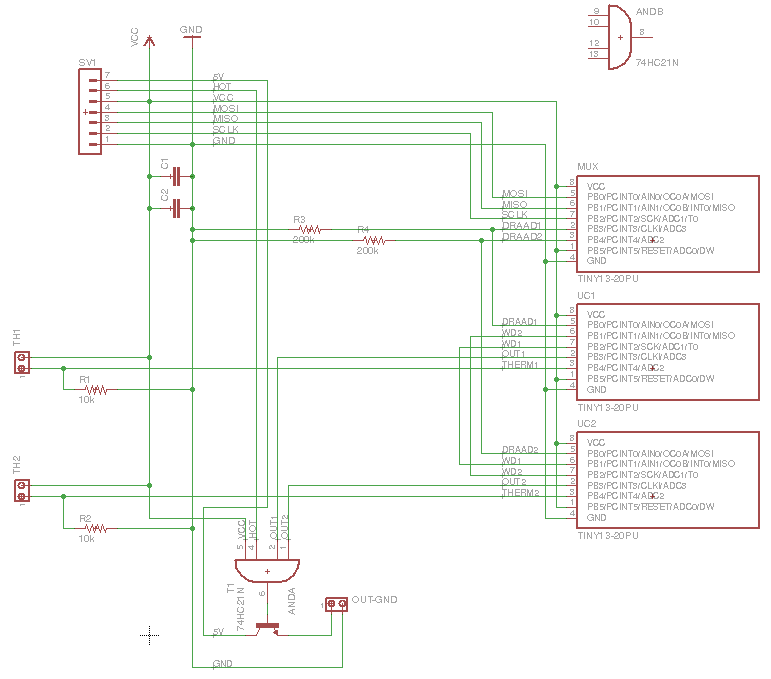 VCC
GND
ANDB
9
10
12
13
8
74HC21N
SV1
7
6
5
4
3
2
1
5V
HOT
VCC
MOSI
MISO
SCLK
GND
C1
C2
R3
200k
R4
200k
MUX
MOSI
MISO
SCLK
DRAAD1
DRAAD2
8
5
6
7
2
3
1
4
VCC
PB0/PCINT0/AIN0/OC0A/MOSI
PB1/PCINT1/AIN1/OC0B/INT0/MISO
PB2/PCINT2/SCK/ADC1/T0
PB3/PCINT3/CLKI/ADC3
PB4/PCINT4/ADC2
PB5/PCINT5/RESET/ADC0/DW
GND
TINY13-20PU
UC1
DRAAD1
WD2
WD1
OUT1
THERM1
8
5
6
7
2
3
1
4
VCC
PB0/PCINT0/AIN0/OC0A/MOSI
PB1/PCINT1/AIN1/OC0B/INT0/MISO
PB2/PCINT2/SCK/ADC1/T0
PB3/PCINT3/CLKI/ADC3
PB4/PCINT4/ADC2
PB5/PCINT5/RESET/ADC0/DW
GND
TINY13-20PU
TH1
1
R1
10k
UC2
DRAAD2
WD1
WD2
OUT2
THERM2
8
5
6
7
2
3
1
4
VCC
PB0/PCINT0/AIN0/OC0A/MOSI
PB1/PCINT1/AIN1/OC0B/INT0/MISO
PB2/PCINT2/SCK/ADC1/T0
PB3/PCINT3/CLKI/ADC3
PB4/PCINT4/ADC2
PB5/PCINT5/RESET/ADC0/DW
GND
TINY13-20PU
TH2
1
R2
10k
VCC
HOT
OUT1
OUT2
5
4
2
1
T1
74HC21N
6
ANDA
1
OUT-GND
5V
GND